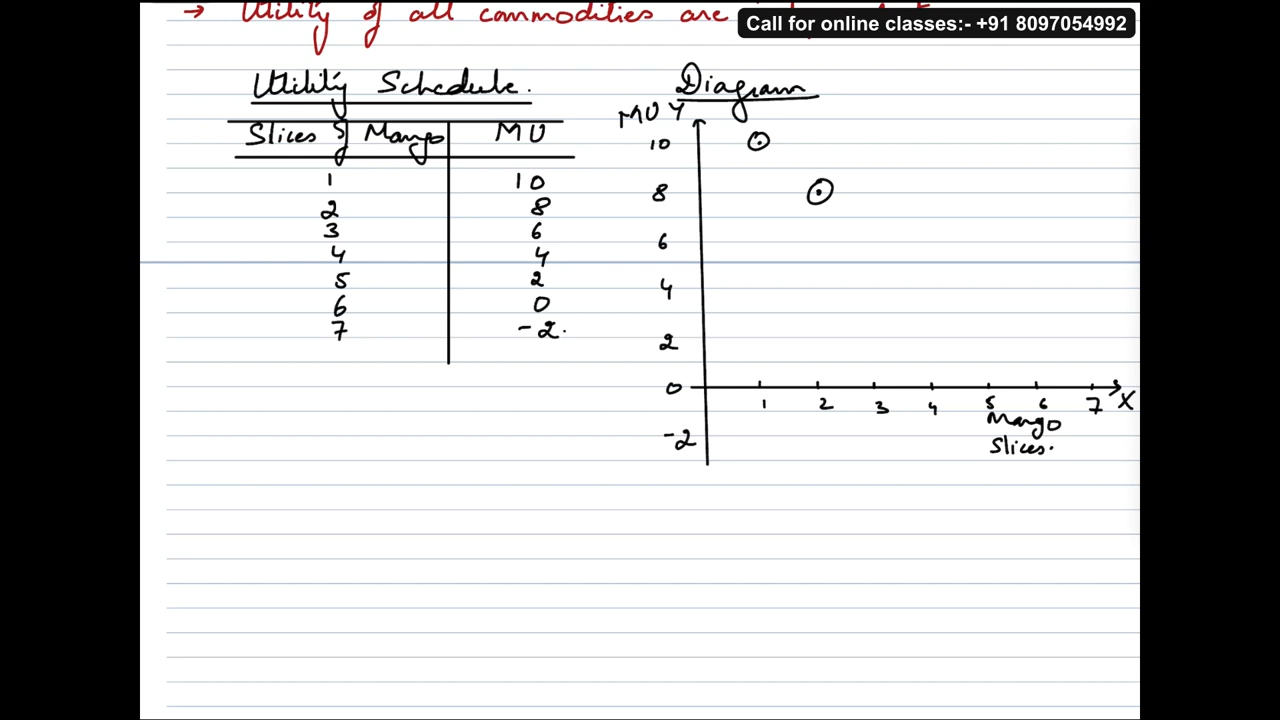 → Utility of all commodities are
Call for online classes:- +91 8097054992
Utility Schedule.
Slices of Mango MU
1 10
2 8
3 6
4 4
5 2
6 0
7 -2.
Diagram
MU Y
10
8
6
4
2
0
-2
1 2 3 4 5 6 7 X
Mango
Slices.